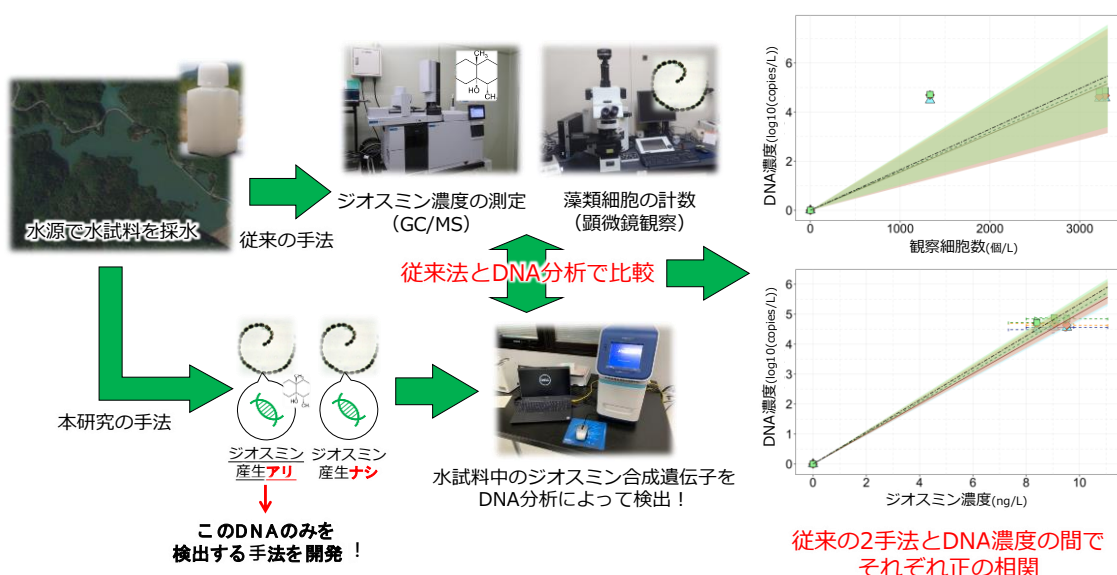 水源で水試料を採水
従来の手法
CH₃
HO
CH₃
ジオスミン濃度の測定
(GC/MS)
藻類細胞の計数
(顕微鏡観察)
従来法とDNA分析で比較
本研究の手法
HO
ジオスミン
産生アリ
ジオスミン
産生ナシ
このDNAのみを
検出する手法を開発！
DELL
水試料中のジオスミン合成遺伝子を
DNA分析によって検出！
DNA濃度(log10(copies/L))
6
4
2
0
0 1000 2000 3000
観察細胞数(個/L)
DNA濃度(log10(copies/L))
6
5
4
3
2
1
0
0 2 4 6 8 10
ジオスミン濃度(ng/L)
従来の2手法とDNA濃度の間で
それぞれ正の相関